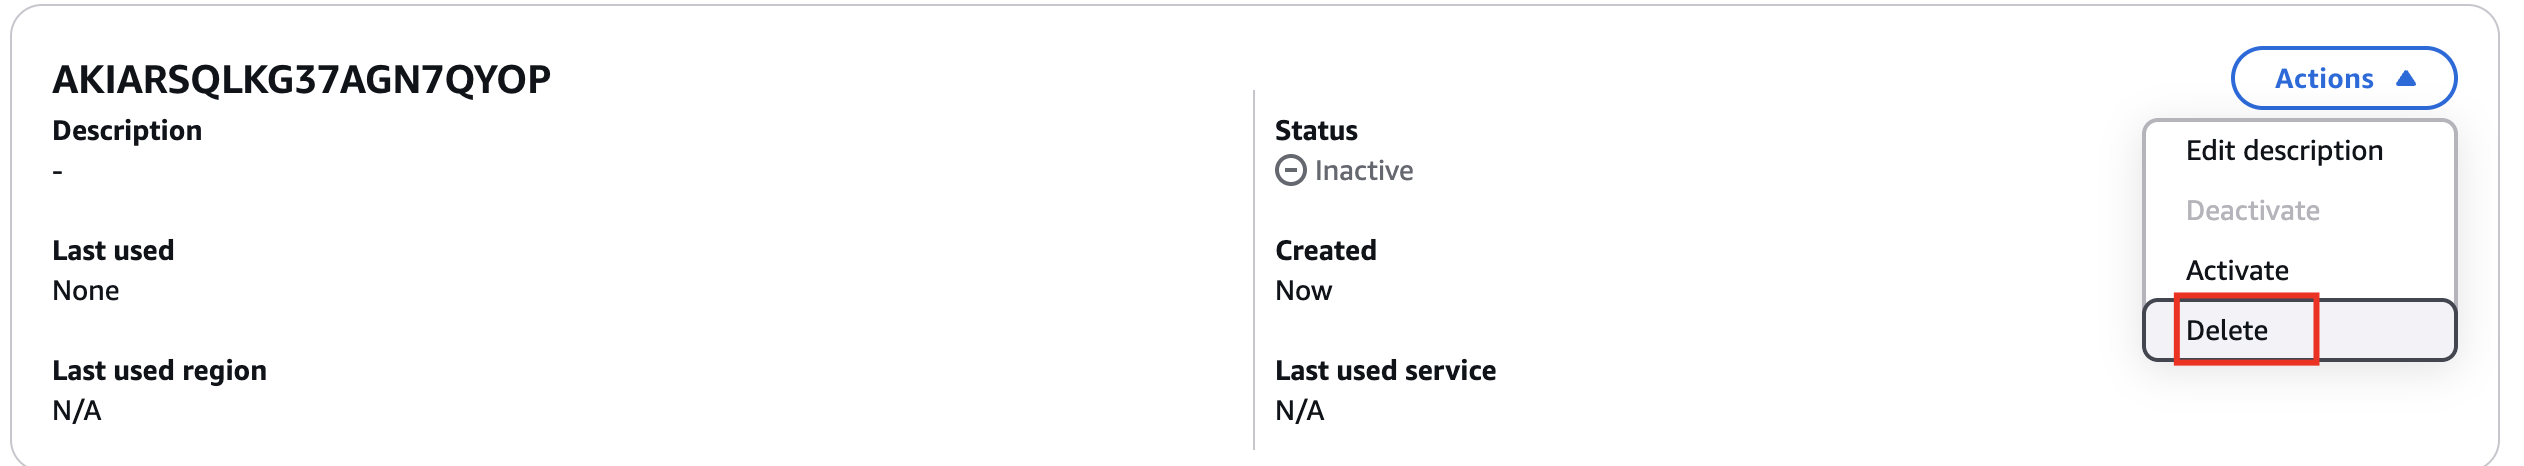 AKIARSQLKG37AGN7QYOP
Actions
Description
-
Status
Inactive
Edit description
Deactivate
Last used
None
Created
Now
Activate
Delete
Last used region
N/A
Last used service
N/A